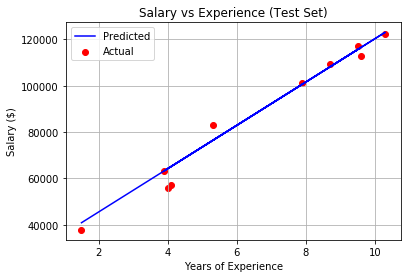 Salary vs Experience (Test Set)
Predicted
Actual
120000
100000
80000
60000
40000
Salary ($)
2
4
6
8
10
Years of Experience